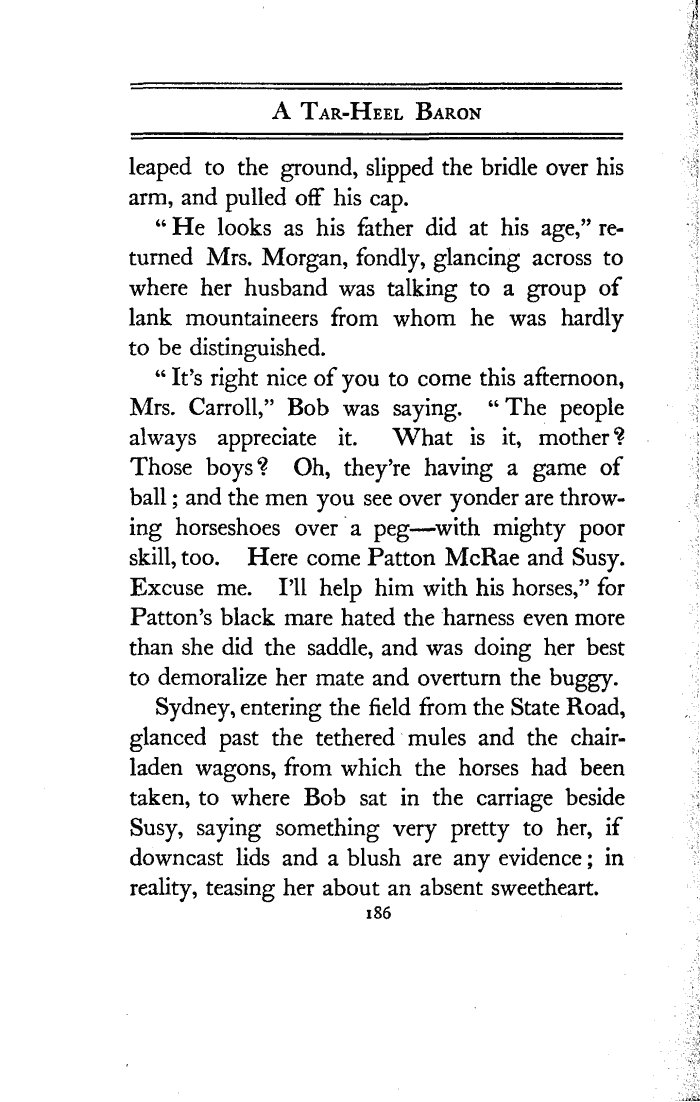 A Tar-Heel Baron
leaped to the ground, slipped the bridle over his
arm, and pulled off his cap.
“He looks as his father did at his age,” re-
turned Mrs. Morgan, fondly, glancing across to
where her husband was talking to a group of
lank mountaineers from whom he was hardly
to be distinguished.
“It's right nice of you to come this afternoon,
Mrs. Carroll,” Bob was saying. “The people
always appreciate it. What is it, mother?
Those boys? Oh, they're having a game of
ball; and the men you see over yonder are throw-
ing horseshoes over a peg—with mighty poor
skill, too. Here come Patton McRae and Susy.
Excuse me. I'll help him with his horses,” for
Patton's black mare hated the harness even more
than she did the saddle, and was doing her best
to demoralize her mate and overturn the buggy.
Sydney, entering the field from the State Road,
glanced past the tethered mules and the chair-
laden wagons, from which the horses had been
taken, to where Bob sat in the carriage beside
Susy, saying something very pretty to her, if
downcast lids and a blush are any evidence; in
reality, teasing her about an absent sweetheart.
186